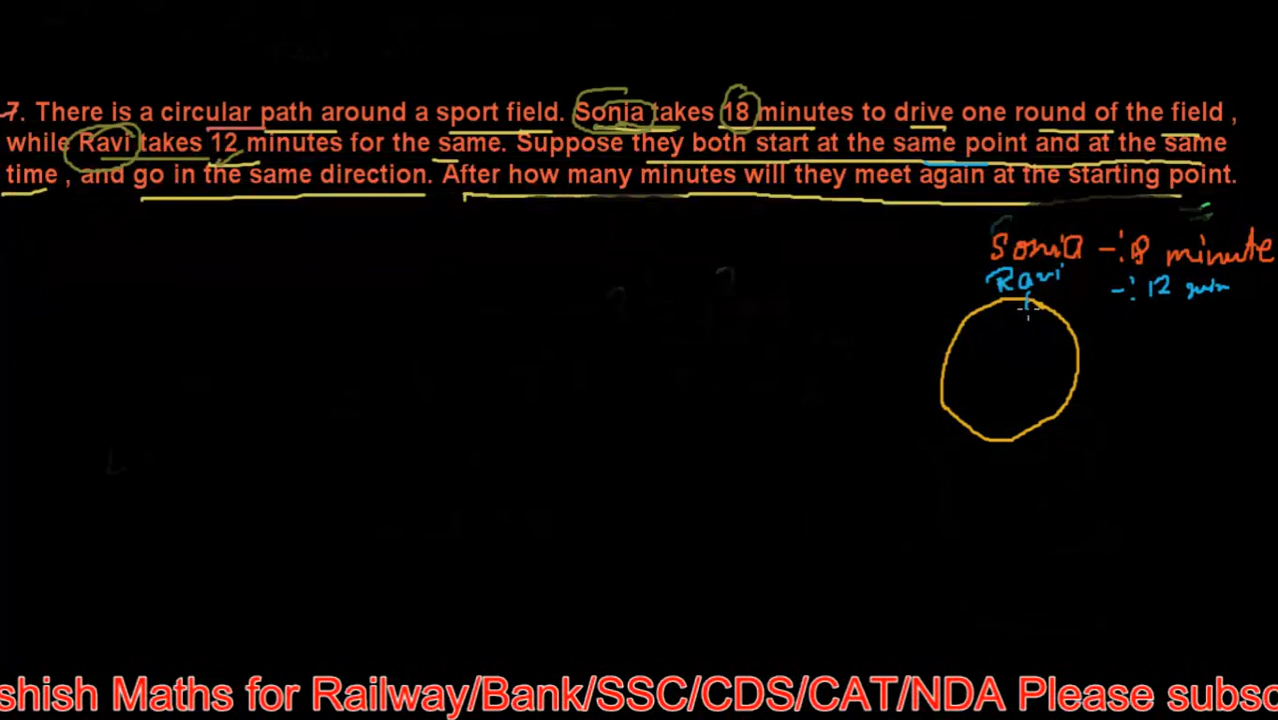 7. There is a circular path around a sport field. Sonia takes 18 minutes to drive one round of the field ,
while Ravi takes 12 minutes for the same. Suppose they both start at the same point and at the same
time , and go in the same direction. After how many minutes will they meet again at the starting point.
Sonia -: 18 minute
Ravi -: 12 min
shish Maths for Railway/Bank/SSC/CDS/CAT/NDA Please subsc